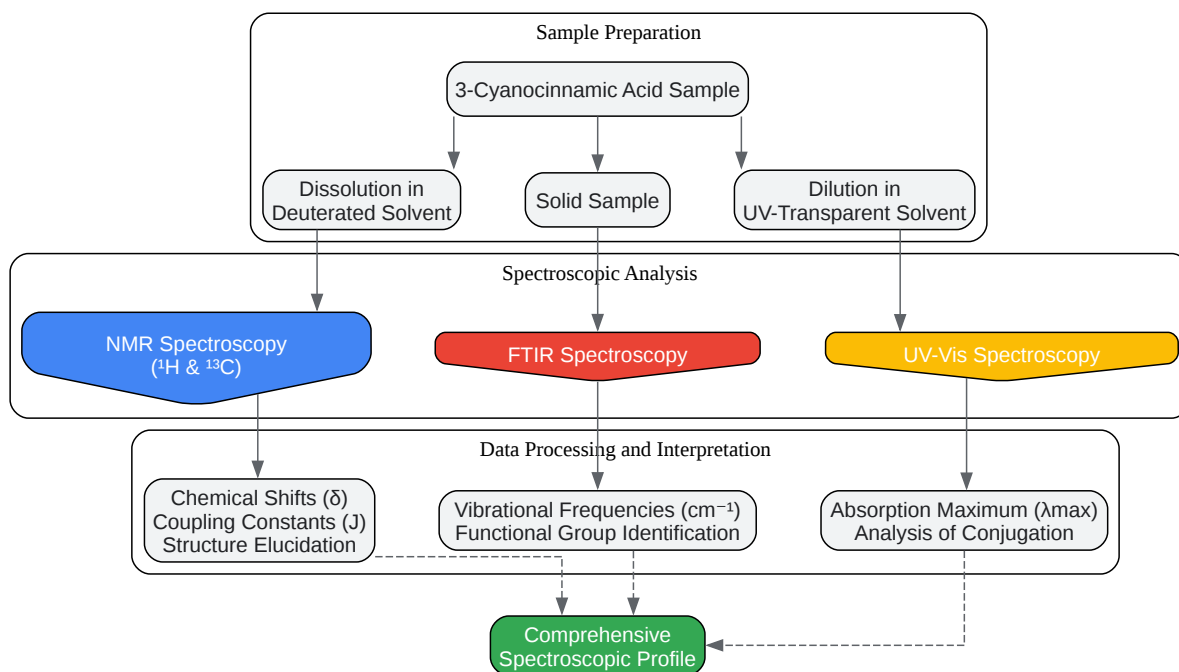 Sample Preparation
3-Cyanocinnamic Acid Sample
Dissolution in
Deuterated Solvent
Solid Sample
Dilution in
UV-Transparent Solvent
Spectroscopic Analysis
NMR Spectroscopy
(¹H & ¹³C)
FTIR Spectroscopy
UV-Vis Spectroscopy
Data Processing and Interpretation
Chemical Shifts (δ)
Coupling Constants (J)
Structure Elucidation
Vibrational Frequencies (cm⁻¹)
Functional Group Identification
Absorption Maximum (λmax)
Analysis of Conjugation
Comprehensive
Spectroscopic Profile